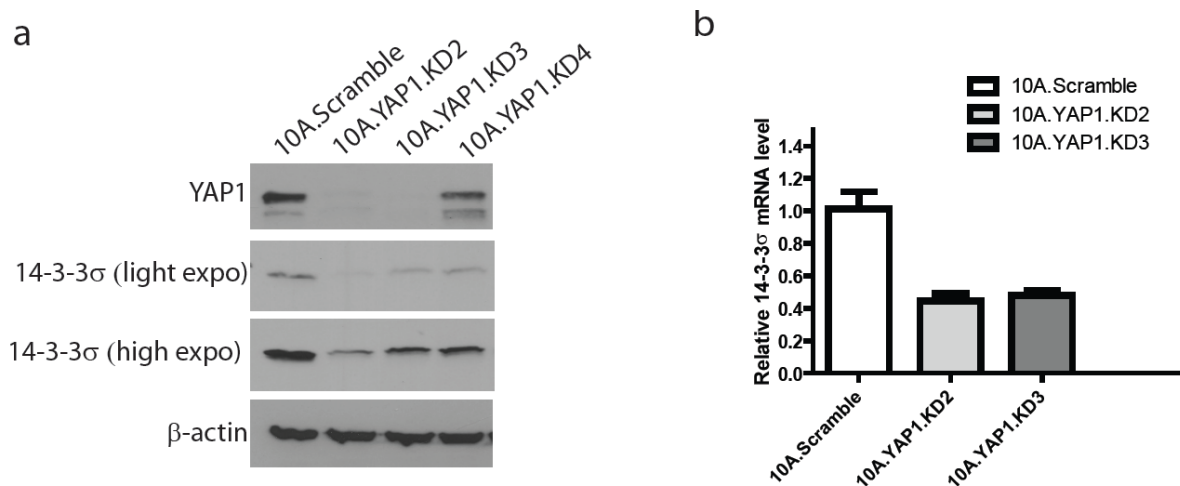 a
10A.Scramble
10A.YAP1.KD2
10A.YAP1.KD3
10A.YAP1.KD4
YAP1
14-3-3σ (light expo)
14-3-3σ (high expo)
β-actin
b
10A.Scramble
10A.YAP1.KD2
10A.YAP1.KD3
Relative 14-3-3σ mRNA level
1.4
1.2
1.0
0.8
0.6
0.4
0.2
0.0
10A.Scramble
10A.YAP1.KD2
10A.YAP1.KD3